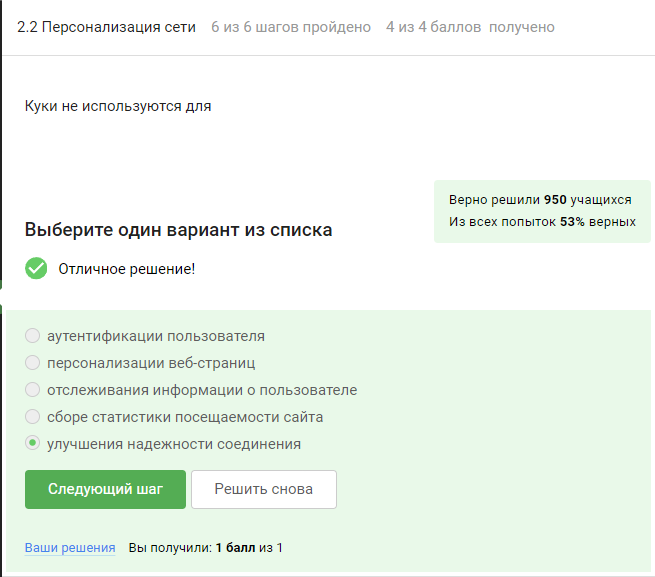 2.2 Персонализация сети 6 из 6 шагов пройдено 4 из 4 баллов получено
Куки не используются для
Верно решили 950 учащихся
Из всех попыток 53% верных
Выберите один вариант из списка
Отличное решение!
аутентификации пользователя
персонализации веб-страниц
отслеживания информации о пользователе
сборе статистики посещаемости сайта
улучшения надежности соединения
Следующий шаг Решить снова
Ваши решения Вы получили: 1 балл из 1